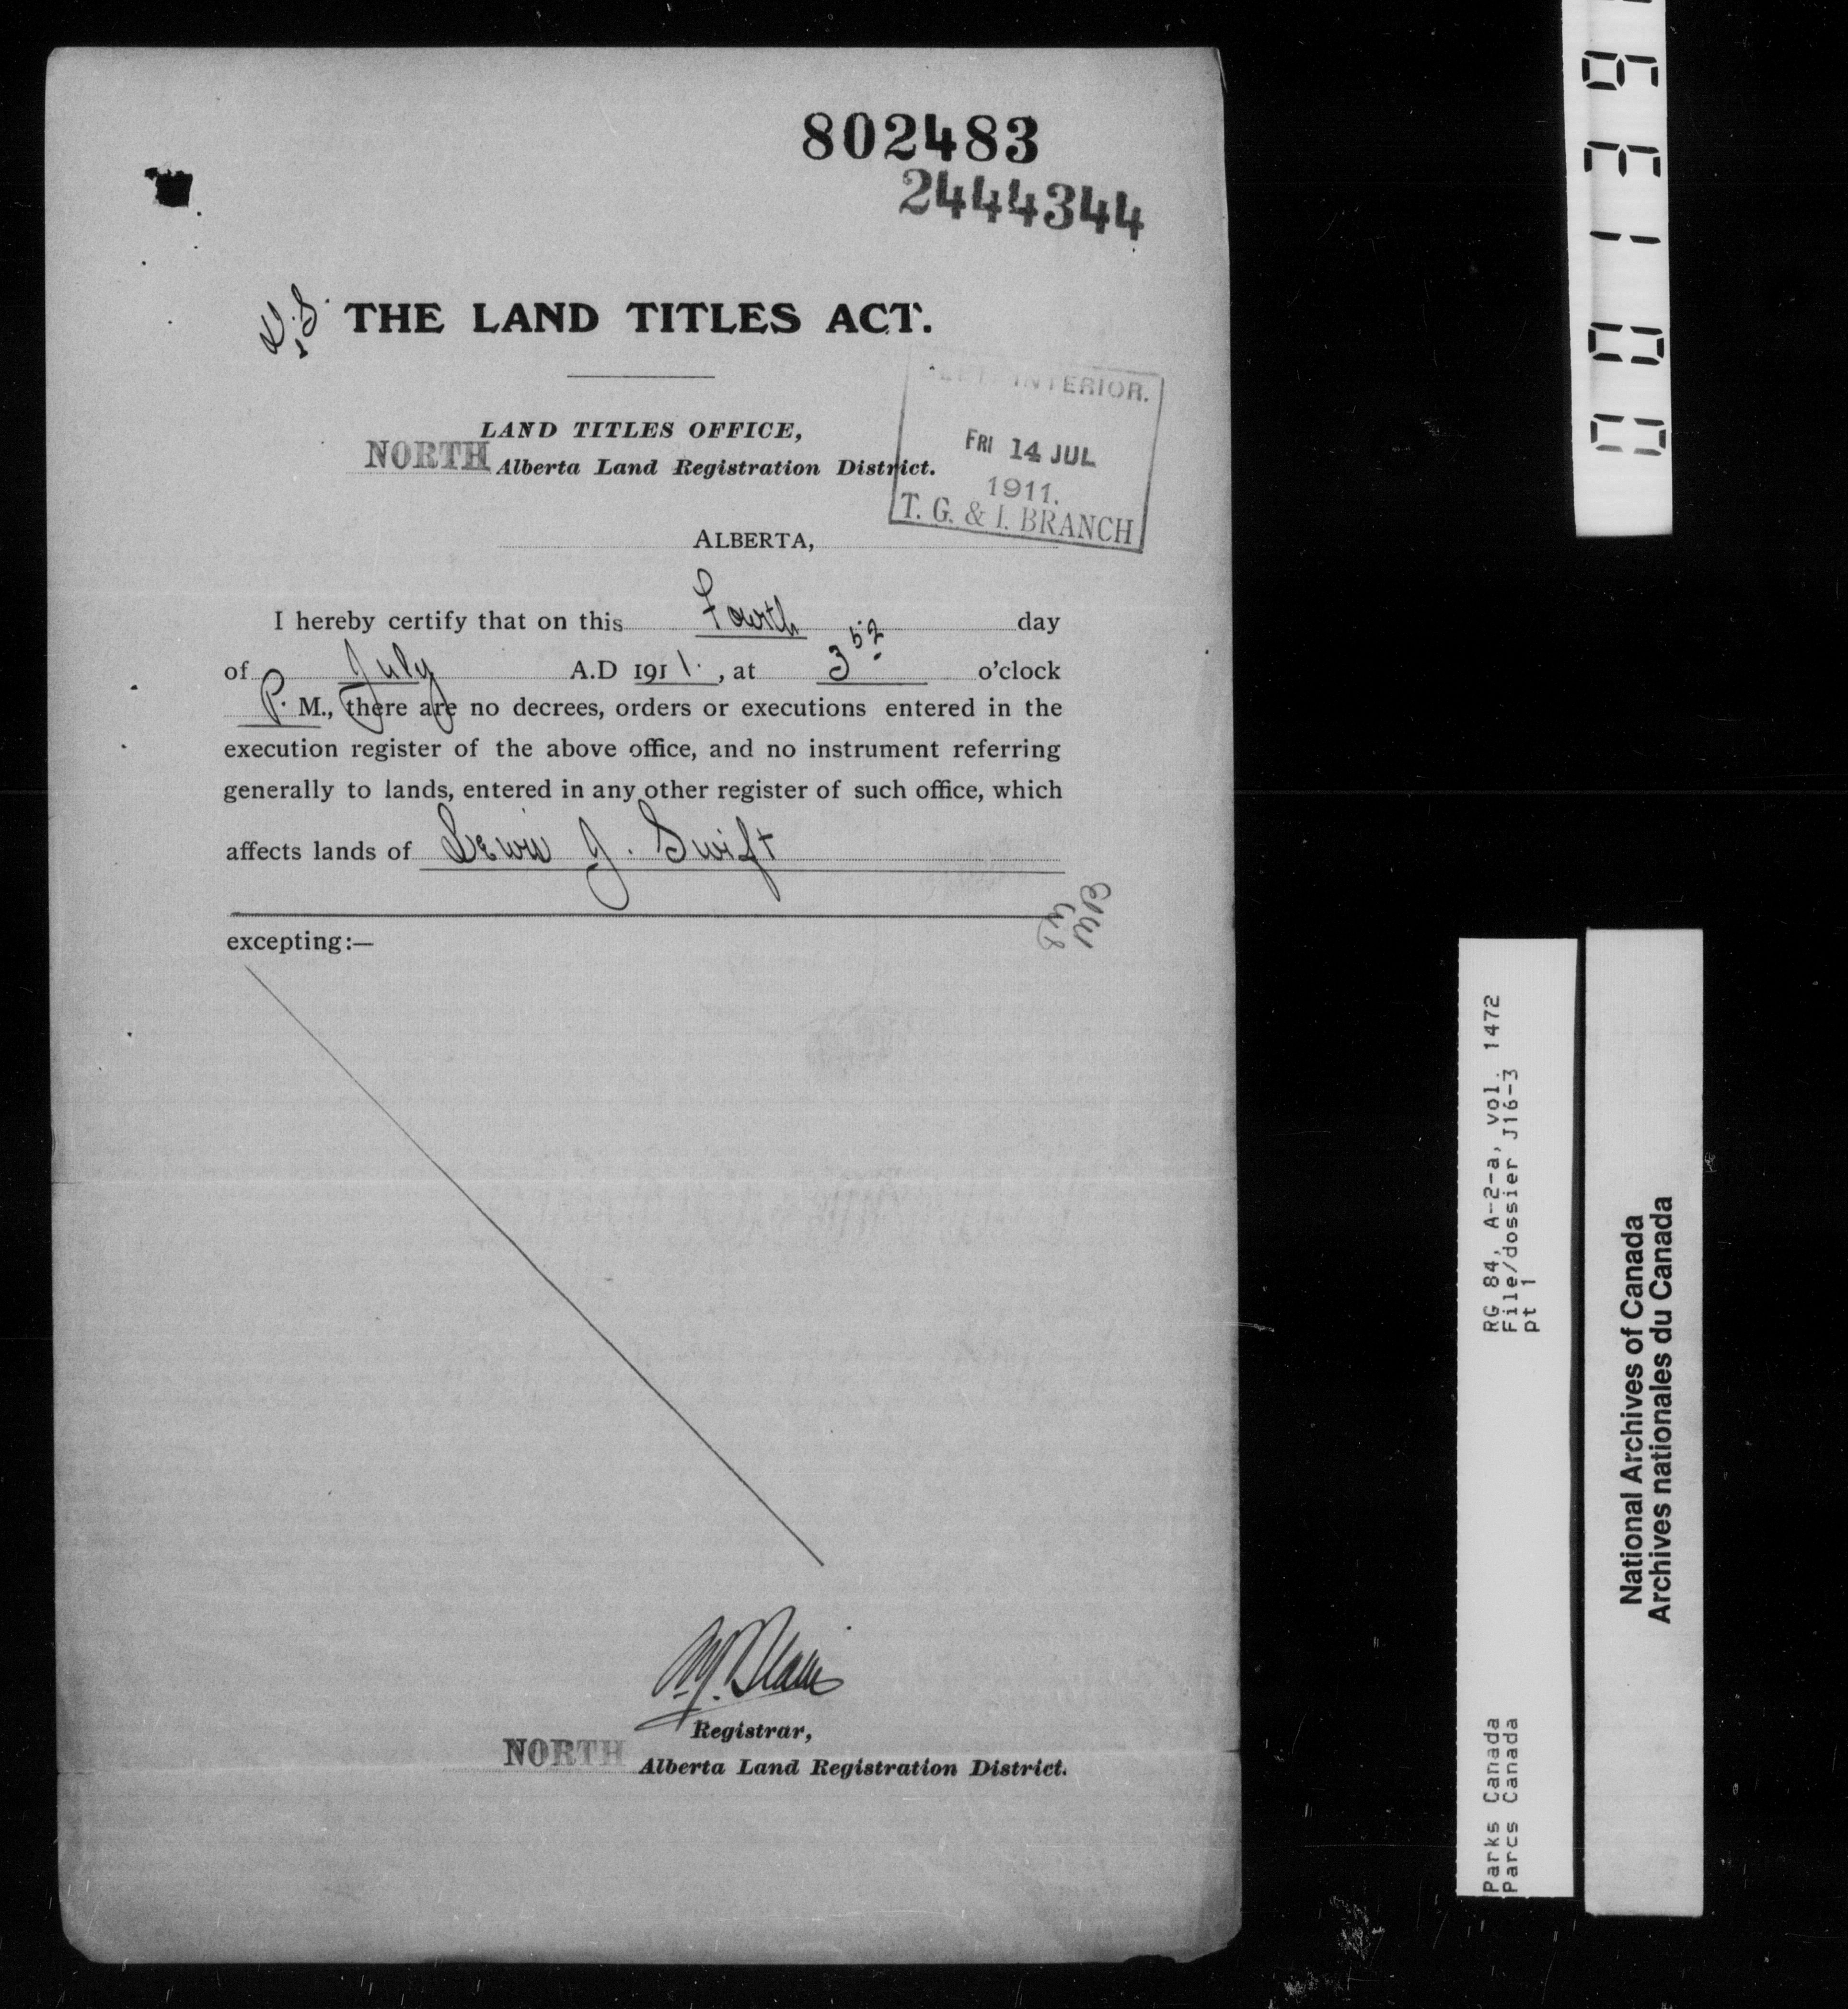 802483
2444344
THE LAND TITLES ACT.
LAND TITLES OFFICE,
NORTH Alberta Land Registration District.
INTERIOR.
FRI 14 JUL
1911.
T. G. & I. BRANCH
ALBERTA,
I hereby certify that on this Fourth day
of July A.D 1911. , at 3 52 o'clock
P. M., there are no decrees, orders or executions entered in the
execution register of the above office, and no instrument referring
generally to lands, entered in any other register of such office, which
affects lands of Lewis J. Swift
excepting:—
Registrar,
NORTH Alberta Land Registration District.
RG 84, A-2-a, vol. 1472
File/dossier J16-3
pt 1
Parks Canada
Parcs Canada
National Archives of Canada
Archives nationales du Canada